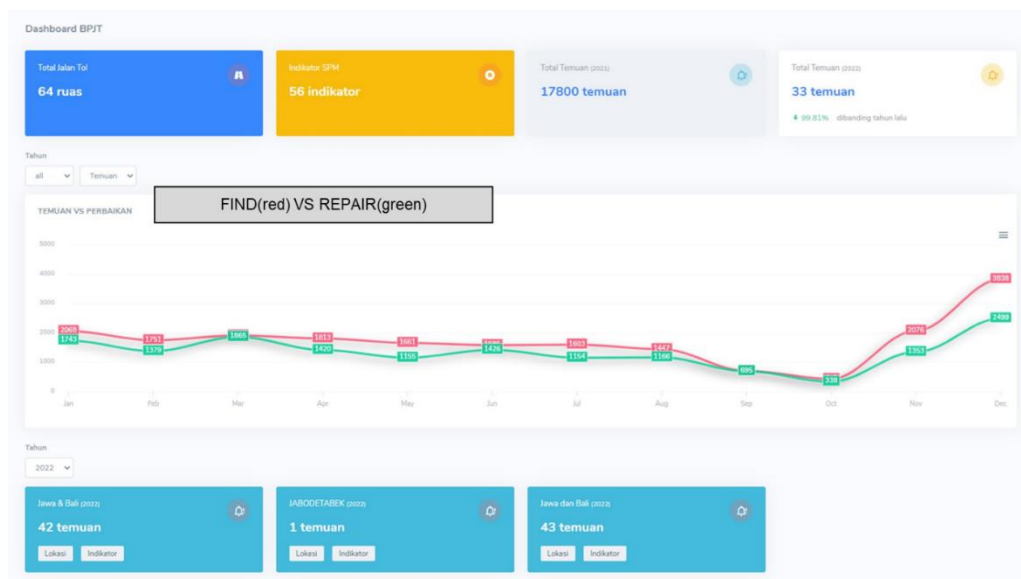 Dashboard BPJT
Total Jalan Tol
64 ruas
Indikator SPM
56 indikator
Total Temuan (2021)
17800 temuan
Total Temuan (2022)
33 temuan
99.81% dibanding tahun lalu
Tahun
all
Temuan
TEMUAN VS PERBAIKAN
FIND(red) VS REPAIR(green)
5000
4000
3000
2000
1000
0
2068
1743
1751
1379
1865
1813
1420
1661
1155
1426
1603
1154
1447
1166
695
338
2076
1353
3838
2499
Jan Feb Mar Apr May Jun Jul Aug Sep Oct Nov Dec
Tahun
2022
Jawa & Bali (2022)
42 temuan
Lokasi Indikator
JABODETABEK (2022)
1 temuan
Lokasi Indikator
Jawa dan Bali (2022)
43 temuan
Lokasi Indikator